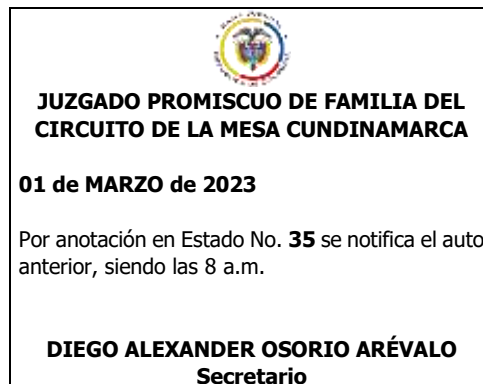 JUZGADO PROMISCUO DE FAMILIA DEL
CIRCUITO DE LA MESA CUNDINAMARCA
01 de MARZO de 2023
Por anotación en Estado No. 35 se notifica el auto
anterior, siendo las 8 a.m.
DIEGO ALEXANDER OSORIO ARÉVALO
Secretario